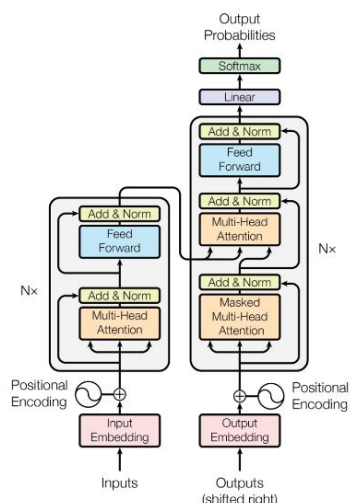 Output
Probabilities
Softmax
Linear
Add & Norm
Feed
Forward
Add & Norm
Multi-Head
Attention
Add & Norm
Masked
Multi-Head
Attention
Nx
Add & Norm
Feed
Forward
Add & Norm
Multi-Head
Attention
Nx
Positional
Encoding
Positional
Encoding
Input
Embedding
Output
Embedding
Inputs
Outputs
(shifted right)